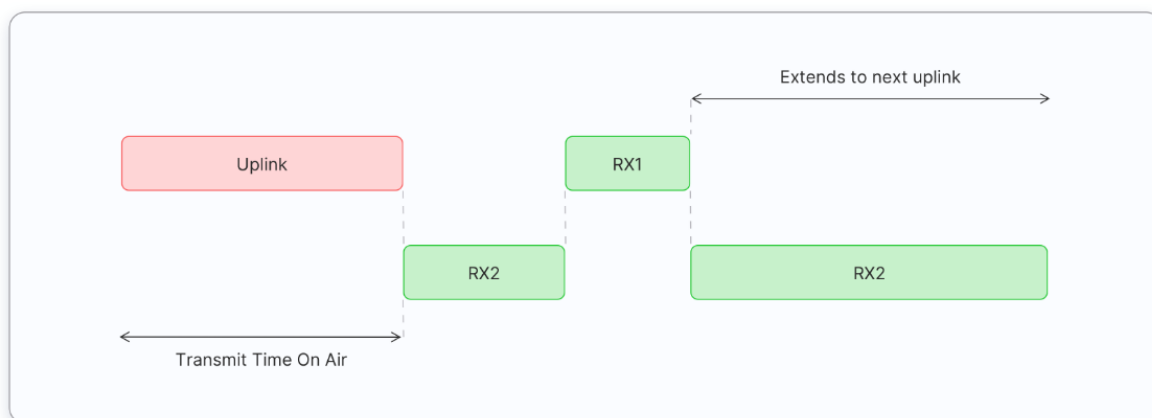 Extends to next uplink
Uplink
RX1
RX2
RX2
Transmit Time On Air